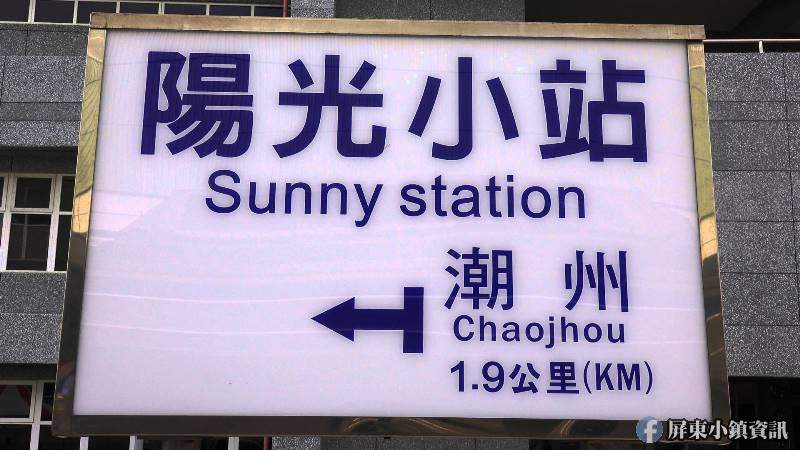 陽光小站
Sunny station
潮州
Chaojhou
1.9公里(KM)
屏東小鎮資訊